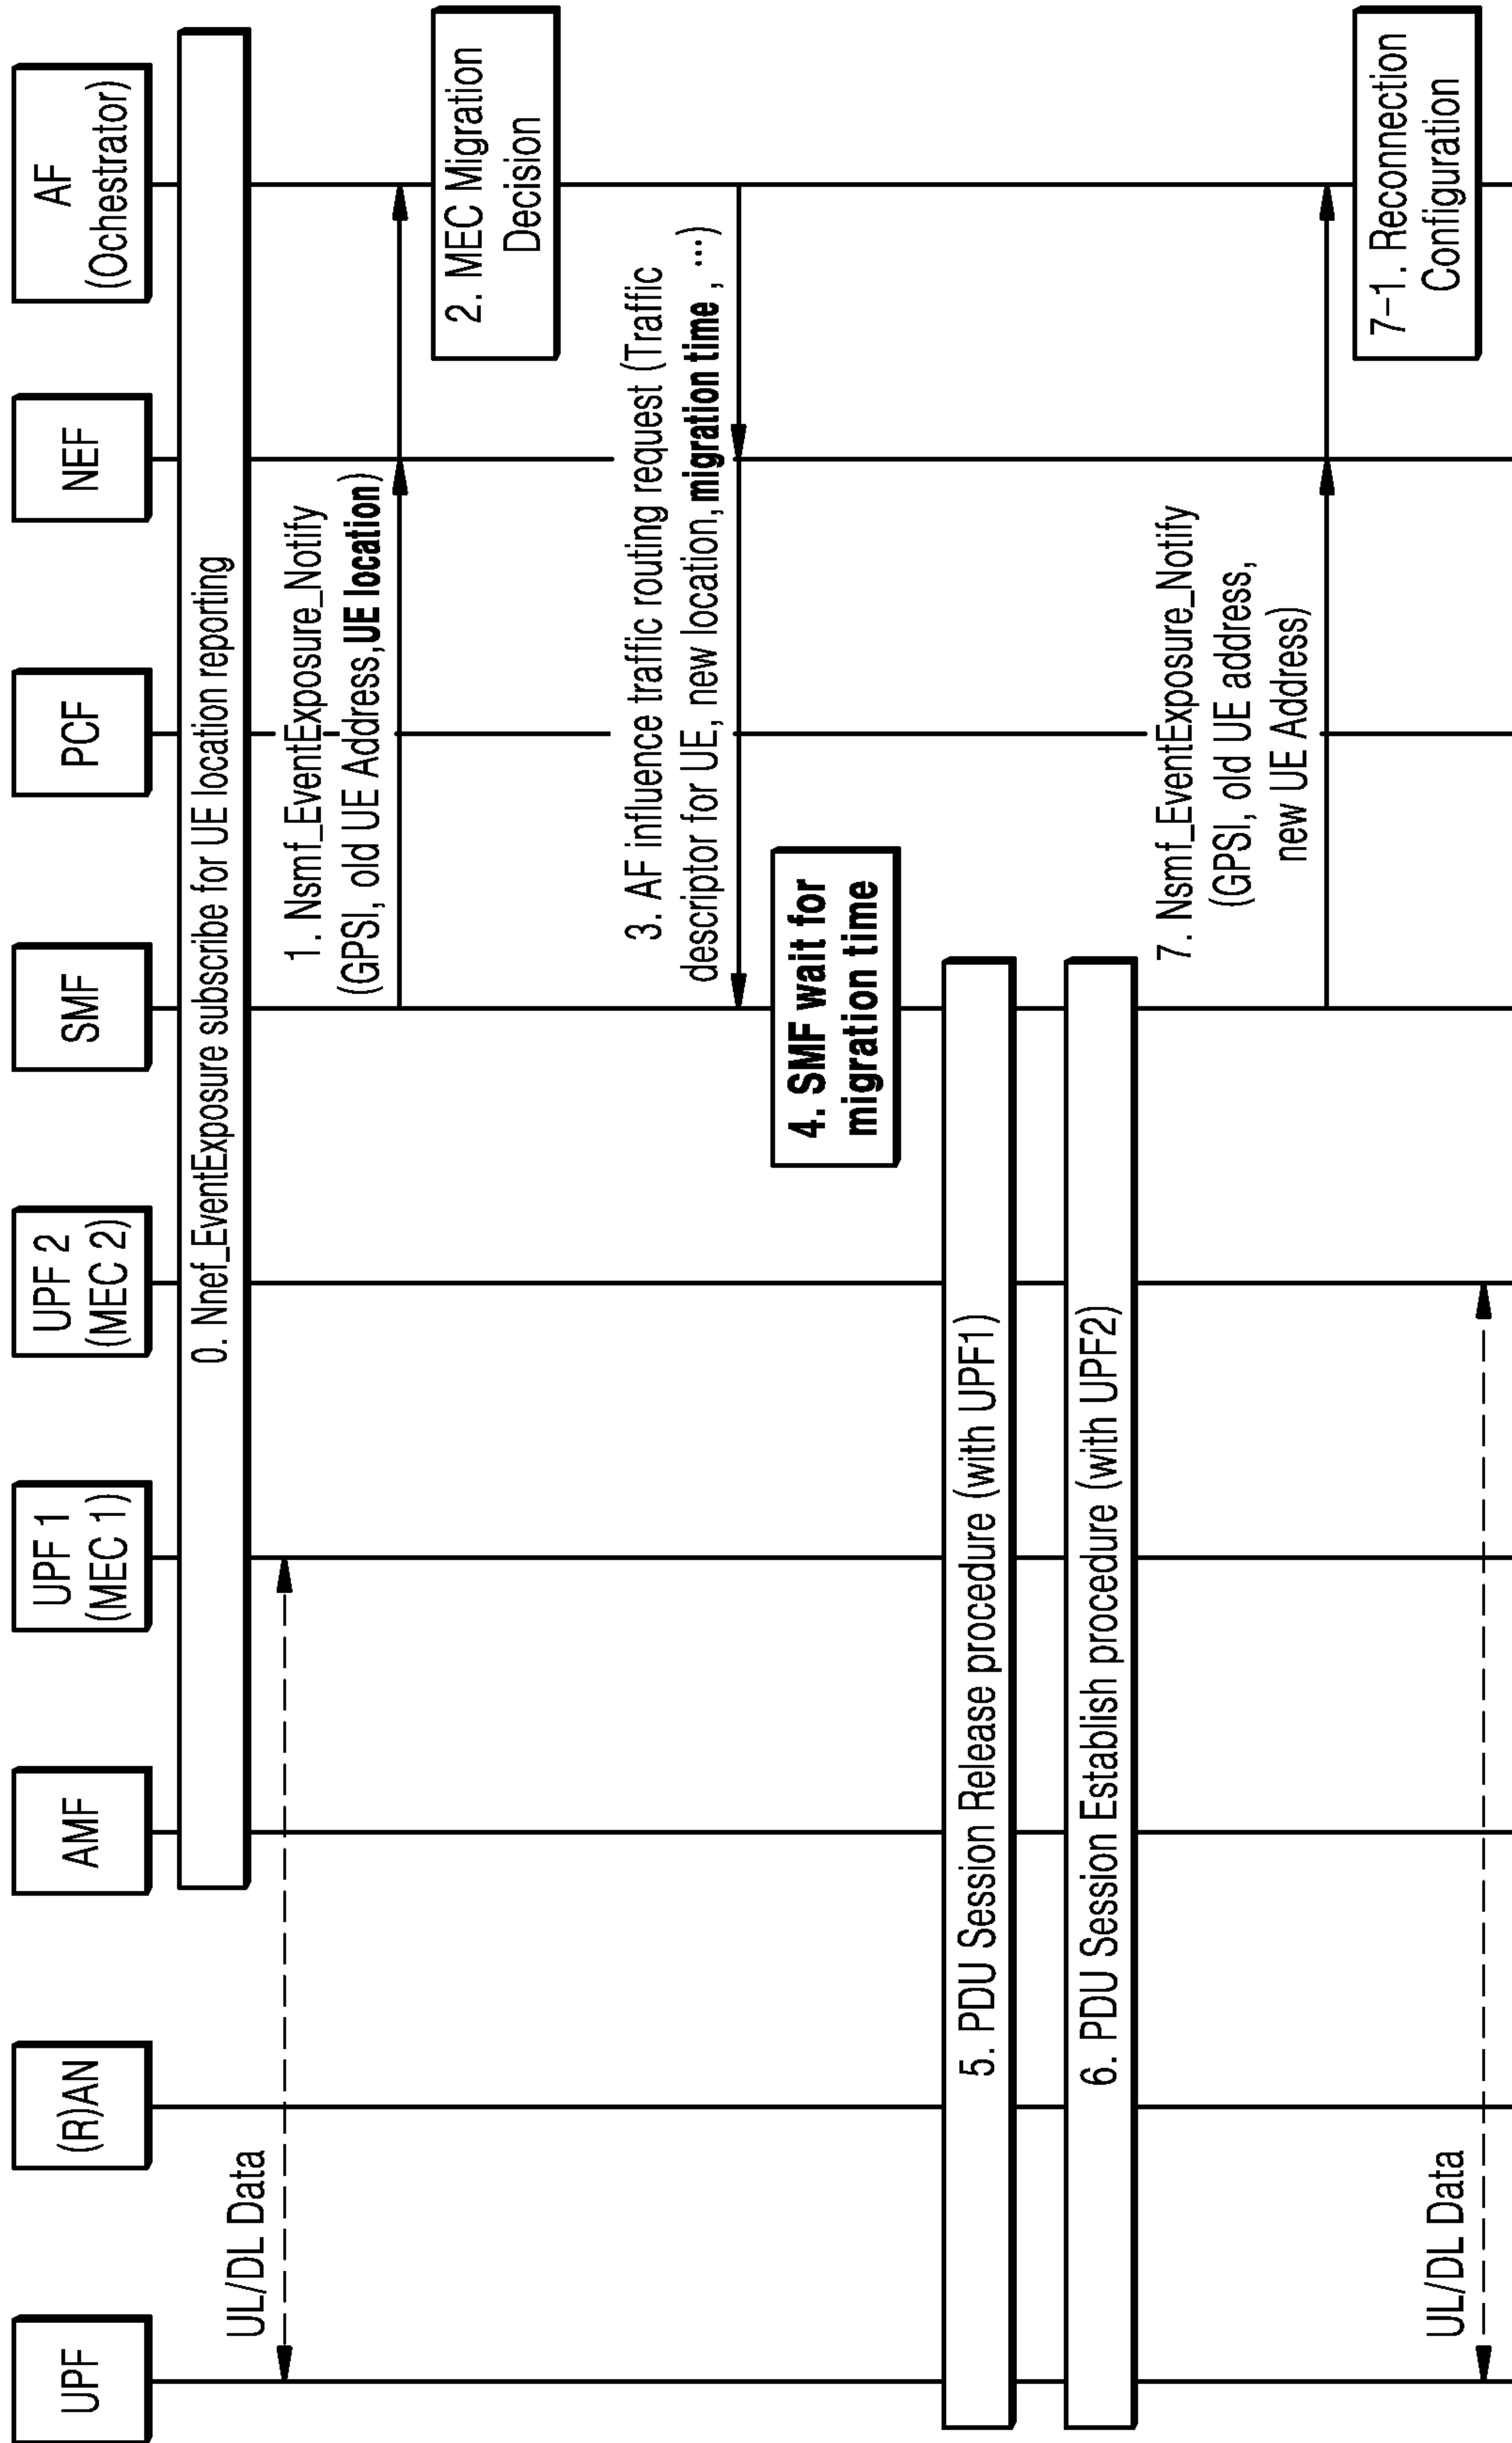 UPF
(R)AN
AMF
UPF 1
(MEC 1)
UPF 2
(MEC 2)
SMF
PCF
NEF
AF
(Ochestrator)
0. Nnef_EventExposure subscribe for UE location reporting
UL/DL Data
1. Nsmf_EventExposure_Notify
(GPSI, old UE Address, UE location)
2. MEC Migration
Decision
3. AF influence traffic routing request (Traffic
descriptor for UE, new location, migration time, ...)
4. SMF wait for
migration time
5. PDU Session Release procedure (with UPF1)
6. PDU Session Establish procedure (with UPF2)
7. Nsmf_EventExposure_Notify
(GPSI, old UE address,
new UE Address)
7-1. Reconnection
Configuration
UL/DL Data